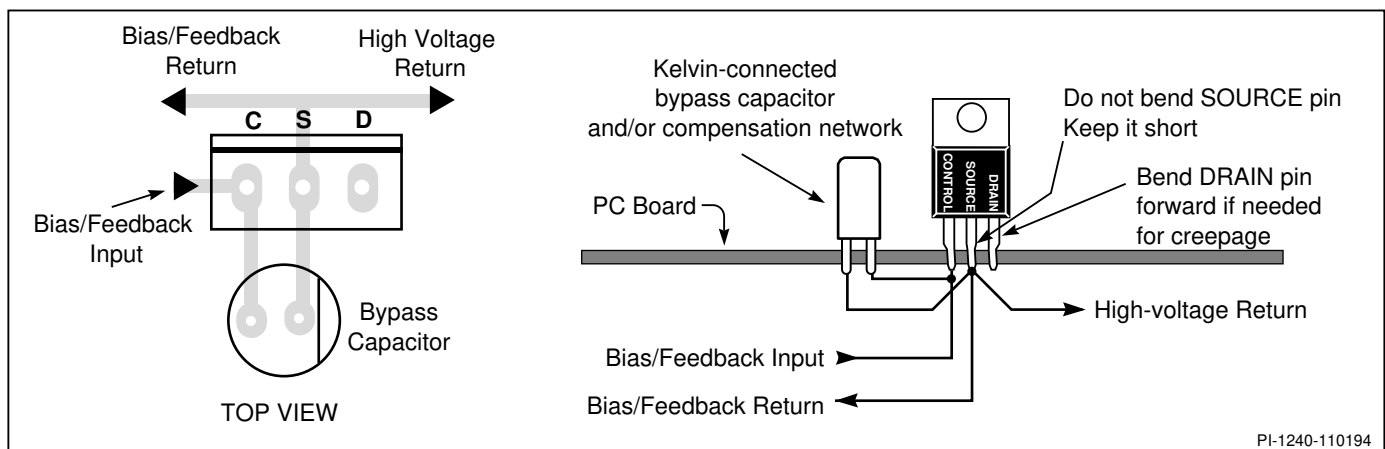 Bias/Feedback
Return
High Voltage
Return
C S D
Bias/Feedback
Input
Bypass
Capacitor
TOP VIEW
Kelvin-connected
bypass capacitor
and/or compensation network
PC Board
CONTROL
SOURCE
DRAIN
Do not bend SOURCE pin
Keep it short
Bend DRAIN pin
forward if needed
for creepage
High-voltage Return
Bias/Feedback Input
Bias/Feedback Return
PI-1240-110194